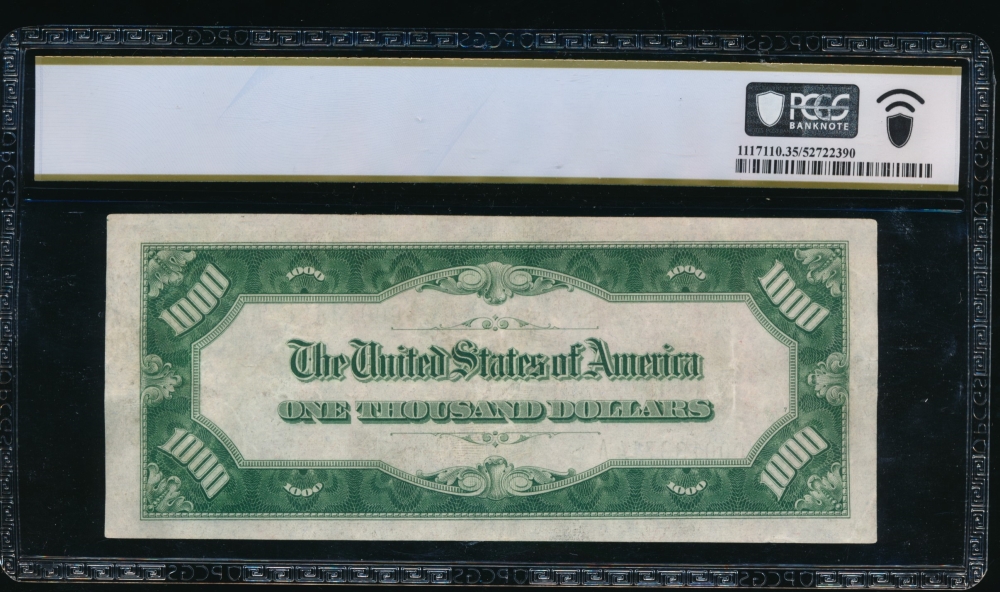 PCGS
BANKNOTE
1117110.35/52722390
1000 1000 1000 1000
The United States of America
ONE THOUSAND DOLLARS
1000 1000 1000 1000